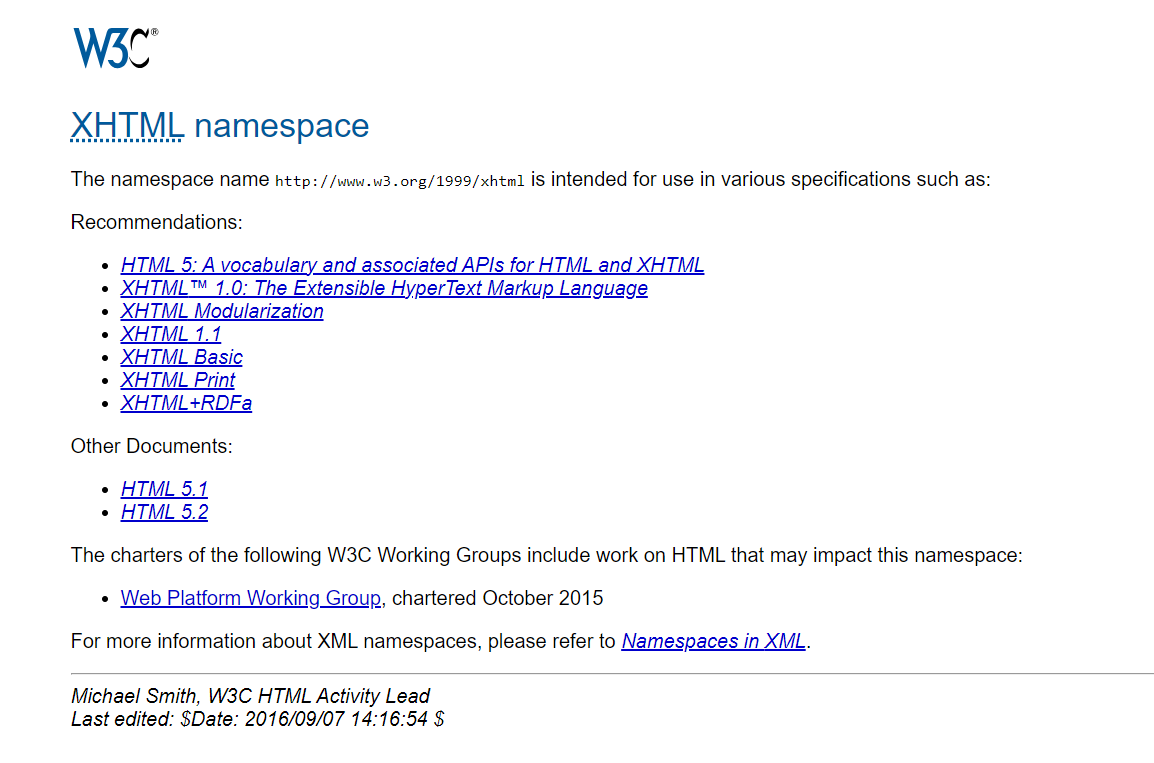 W3C®
XHTML namespace
The namespace name http://www.w3.org/1999/xhtml is intended for use in various specifications such as:
Recommendations:
• HTML 5: A vocabulary and associated APIs for HTML and XHTML
• XHTML™ 1.0: The Extensible HyperText Markup Language
• XHTML Modularization
• XHTML 1.1
• XHTML Basic
• XHTML Print
• XHTML+RDFa
Other Documents:
• HTML 5.1
• HTML 5.2
The charters of the following W3C Working Groups include work on HTML that may impact this namespace:
• Web Platform Working Group, chartered October 2015
For more information about XML namespaces, please refer to Namespaces in XML.
Michael Smith, W3C HTML Activity Lead
Last edited: $Date: 2016/09/07 14:16:54 $